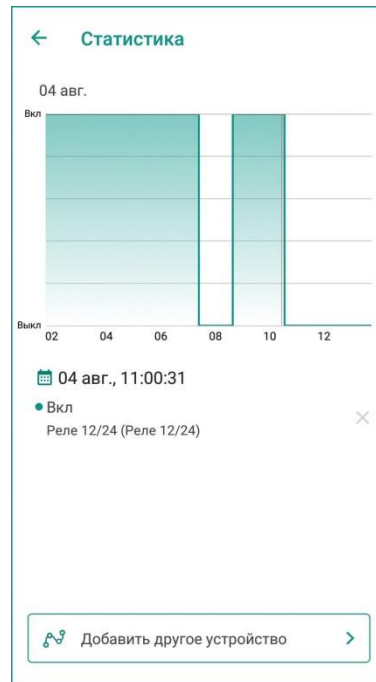 Статистика
04 авг.
Вкл
Выкл
02 04 06 08 10 12
04 авг., 11:00:31
Вкл
Реле 12/24 (Реле 12/24)
Добавить другое устройство